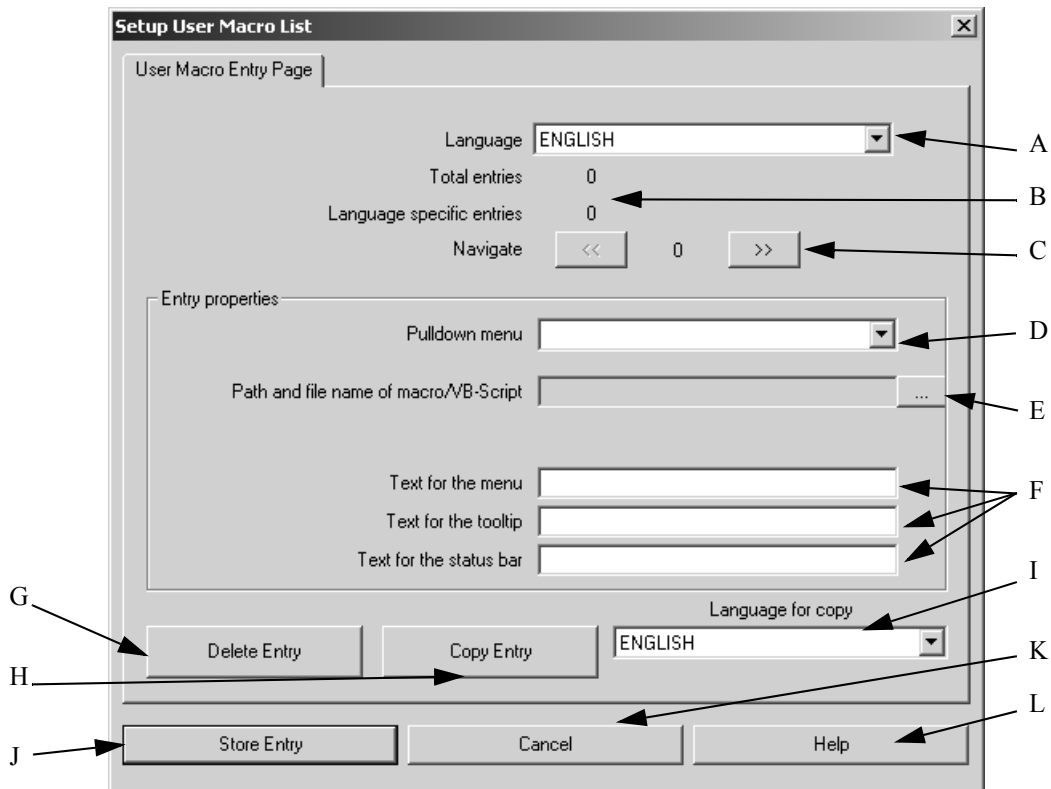 Setup User Macro List
User Macro Entry Page
Language ENGLISH A
Total entries 0
B
Language specific entries 0
Navigate << 0 >> C
Entry properties
Pulldown menu D
Path and file name of macro/VB-Script ... E
Text for the menu F
Text for the tooltip
Text for the status bar
I
G
Language for copy
Delete Entry Copy Entry ENGLISH K
H
L
J Store Entry Cancel Help